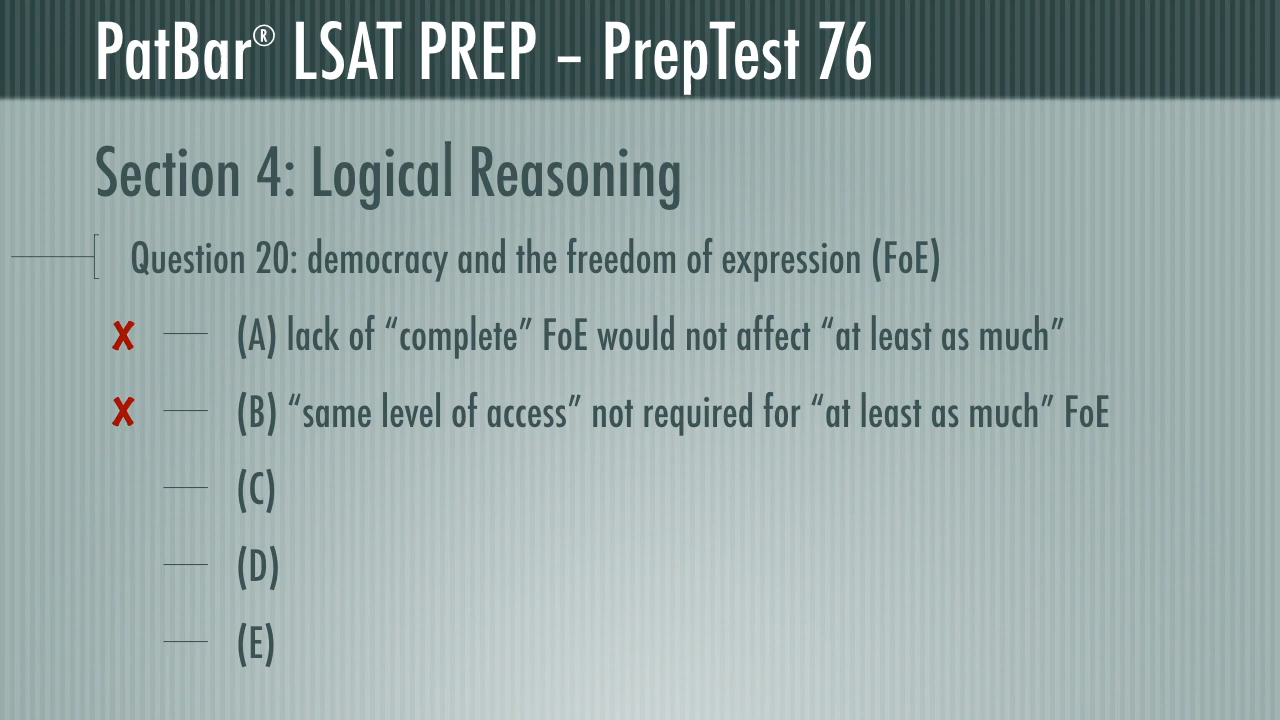 PatBar® LSAT PREP – PrepTest 76
Section 4: Logical Reasoning
Question 20: democracy and the freedom of expression (FoE)
✗ (A) lack of “complete” FoE would not affect “at least as much”
✗ (B) “same level of access” not required for “at least as much” FoE
(C)
(D)
(E)